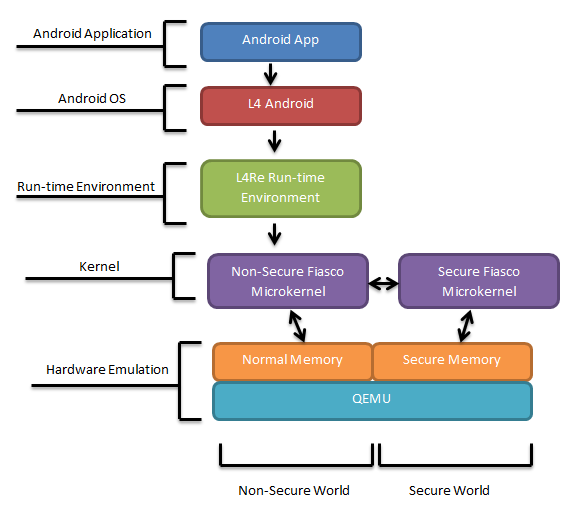 Android Application
Android App
Android OS
L4 Android
Run-time Environment
L4Re Run-time
Environment
Kernel
Non-Secure Fiasco
Microkernel
Secure Fiasco
Microkernel
Hardware Emulation
Normal Memory
Secure Memory
QEMU
Non-Secure World
Secure World